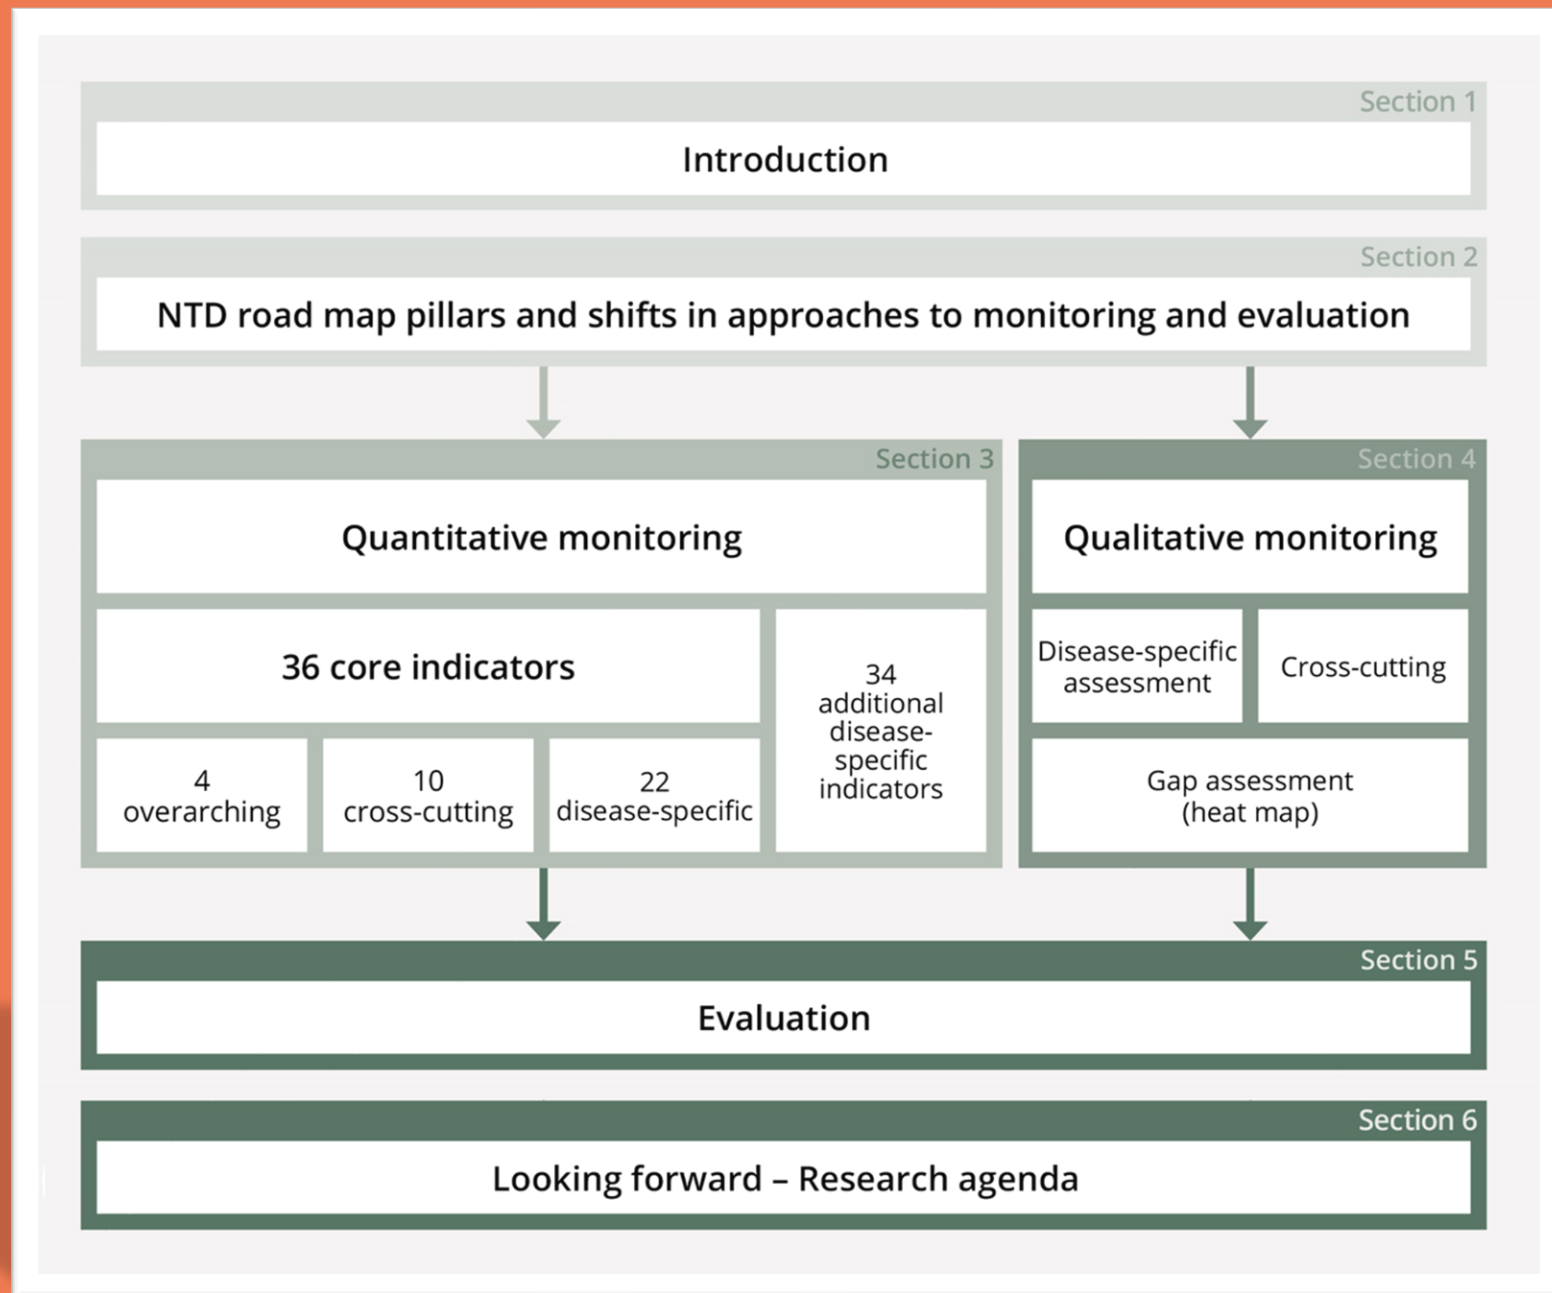 Section 1
Introduction
Section 2
NTD road map pillars and shifts in approaches to monitoring and evaluation
Section 3
Quantitative monitoring
36 core indicators
4
overarching
10
cross-cutting
22
disease-specific
34
additional
disease-
specific
indicators
Section 4
Qualitative monitoring
Disease-specific
assessment
Cross-cutting
Gap assessment
(heat map)
Section 5
Evaluation
Section 6
Looking forward – Research agenda